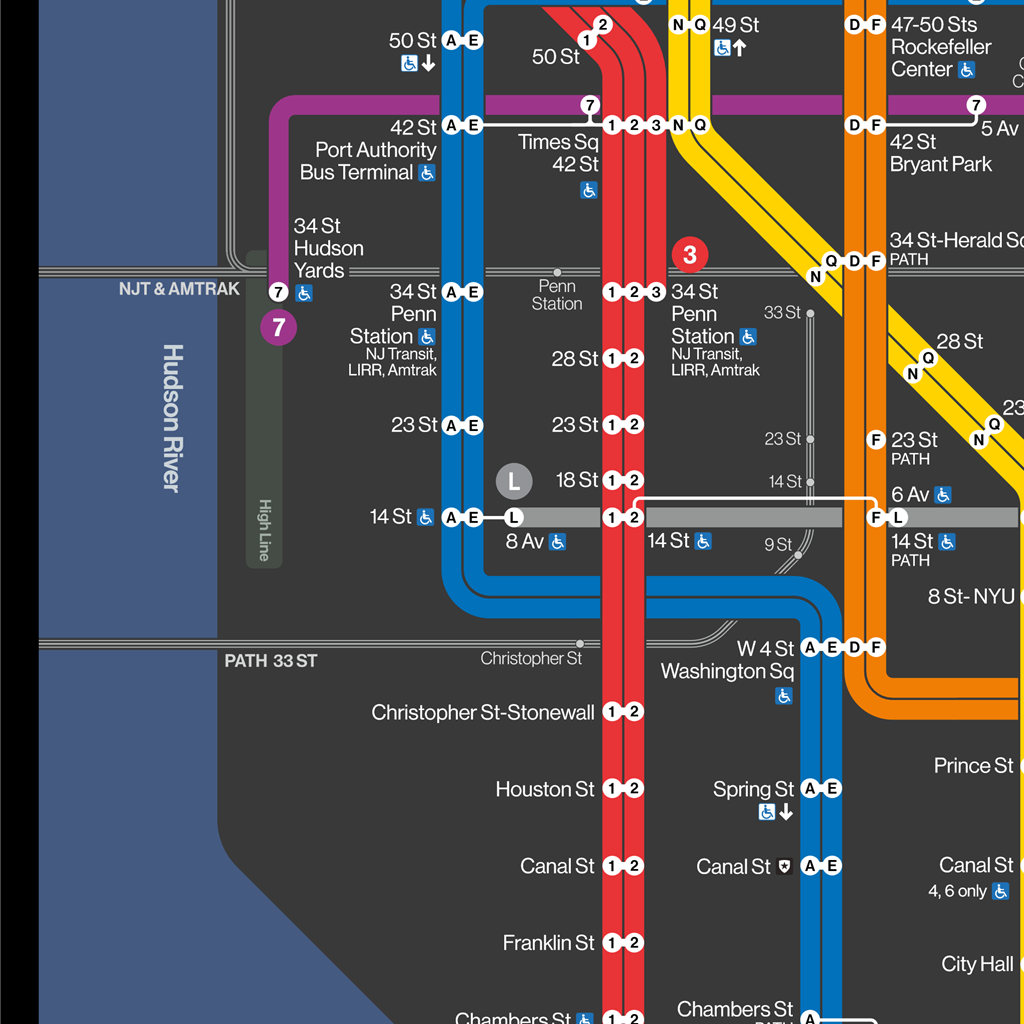 50 St
A E
50 St
1 2
N Q
49 St
D F
47-50 Sts
Rockefeller
Center
7
7
42 St
A E
Port Authority
Bus Terminal
1 2 3 N Q
Times Sq
42 St
D F
5 Av
42 St
Bryant Park
34 St
Hudson
Yards
7
7
NJT & AMTRAK
Penn
Station
3
N Q D F
34 St-Herald
PATH
34 St
A E
Penn
Station
NJ Transit,
LIRR, Amtrak
1 2 3
34 St
Penn
Station
NJ Transit,
LIRR, Amtrak
33 St
28 St
1 2
28 St
N Q
Hudson River
23 St
A E
23 St
1 2
23 St
F
23 St
PATH
N Q
23
L
18 St
1 2
14 St
6 Av
14 St
A E
L
8 Av
1 2
14 St
F L
14 St
PATH
High Line
9 St
8 St- NYU
PATH 33 ST
Christopher St
W 4 St
A E D F
Washington Sq
Christopher St-Stonewall
1 2
Prince St
Houston St
1 2
Spring St
A E
Canal St
1 2
Canal St
A E
Canal St
4, 6 only
Franklin St
1 2
City Hall
Chambers St
1 2
Chambers St
A